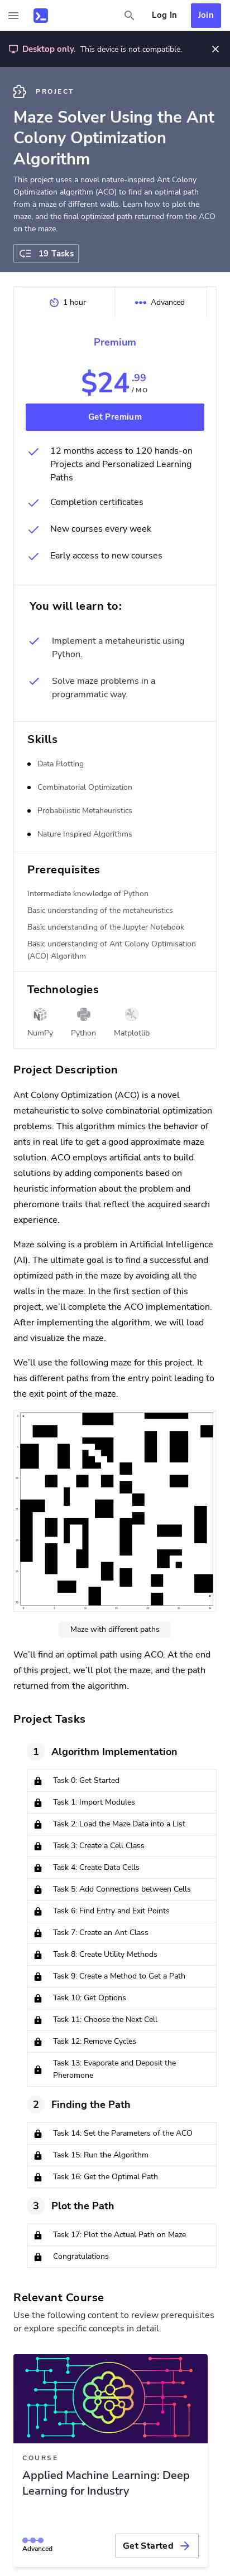 Log In
Join
Desktop only. This device is not compatible.
PROJECT
Maze Solver Using the Ant
Colony Optimization
Algorithm
This project uses a novel nature-inspired Ant Colony
Optimization algorithm (ACO) to find an optimal path
from a maze of different walls. Learn how to plot the
maze, and the final optimized path returned from the ACO
on the maze.
19 Tasks
1 hour
Advanced
Premium
$24.99
/ MO
Get Premium
12 months access to 120 hands-on
Projects and Personalized Learning
Paths
Completion certificates
New courses every week
Early access to new courses
You will learn to:
Implement a metaheuristic using
Python.
Solve maze problems in a
programmatic way.
Skills
Data Plotting
Combinatorial Optimization
Probabilistic Metaheuristics
Nature Inspired Algorithms
Prerequisites
Intermediate knowledge of Python
Basic understanding of the metaheuristics
Basic understanding of the Jupyter Notebook
Basic understanding of Ant Colony Optimisation
(ACO) Algorithm
Technologies
NumPy
Python
Matplotlib
Project Description
Ant Colony Optimization (ACO) is a novel
metaheuristic to solve combinatorial optimization
problems. This algorithm mimics the behavior of
ants in real life to get a good approximate maze
solution. ACO employs artificial ants to build
solutions by adding components based on
heuristic information about the problem and
pheromone trails that reflect the acquired search
experience.
Maze solving is a problem in Artificial Intelligence
(AI). The ultimate goal is to find a successful and
optimized path in the maze by avoiding all the
walls in the maze. In the first section of this
project, we'll complete the ACO implementation.
After implementing the algorithm, we will load
and visualize the maze.
We'll use the following maze for this project. It
has different paths from the entry point leading to
the exit point of the maze.
Maze with different paths
We'll find an optimal path using ACO. At the end
of this project, we'll plot the maze, and the path
returned from the algorithm.
Project Tasks
1 Algorithm Implementation
Task 0: Get Started
Task 1: Import Modules
Task 2: Load the Maze Data into a List
Task 3: Create a Cell Class
Task 4: Create Data Cells
Task 5: Add Connections between Cells
Task 6: Find Entry and Exit Points
Task 7: Create an Ant Class
Task 8: Create Utility Methods
Task 9: Create a Method to Get a Path
Task 10: Get Options
Task 11: Choose the Next Cell
Task 12: Remove Cycles
Task 13: Evaporate and Deposit the
Pheromone
2 Finding the Path
Task 14: Set the Parameters of the ACO
Task 15: Run the Algorithm
Task 16: Get the Optimal Path
3 Plot the Path
Task 17: Plot the Actual Path on Maze
Congratulations
Relevant Course
Use the following content to review prerequisites
or explore specific concepts in detail.
COURSE
Applied Machine Learning: Deep
Learning for Industry
Advanced
Get Started